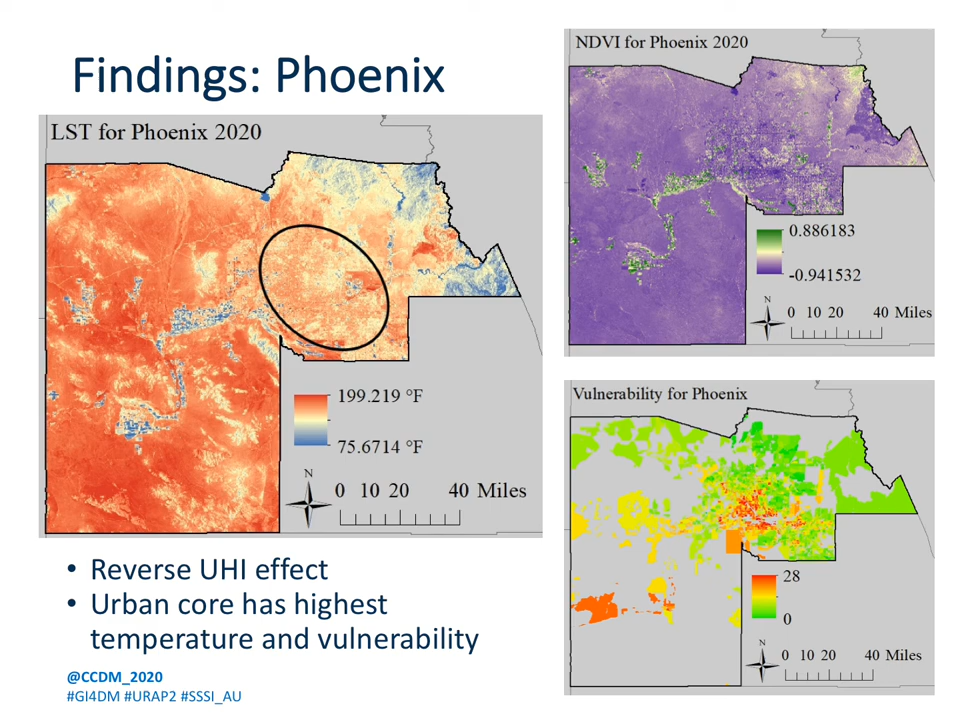 Findings: Phoenix
LST for Phoenix 2020
199.219 °F
75.6714 °F
N
0 10 20 40 Miles
NDVI for Phoenix 2020
0.886183
-0.941532
N
0 10 20 40 Miles
Vulnerability for Phoenix
28
0
N
0 10 20 40 Miles
• Reverse UHI effect
• Urban core has highest
temperature and vulnerability
@CCDM_2020
#GI4DM #URAP2 #SSSI_AU